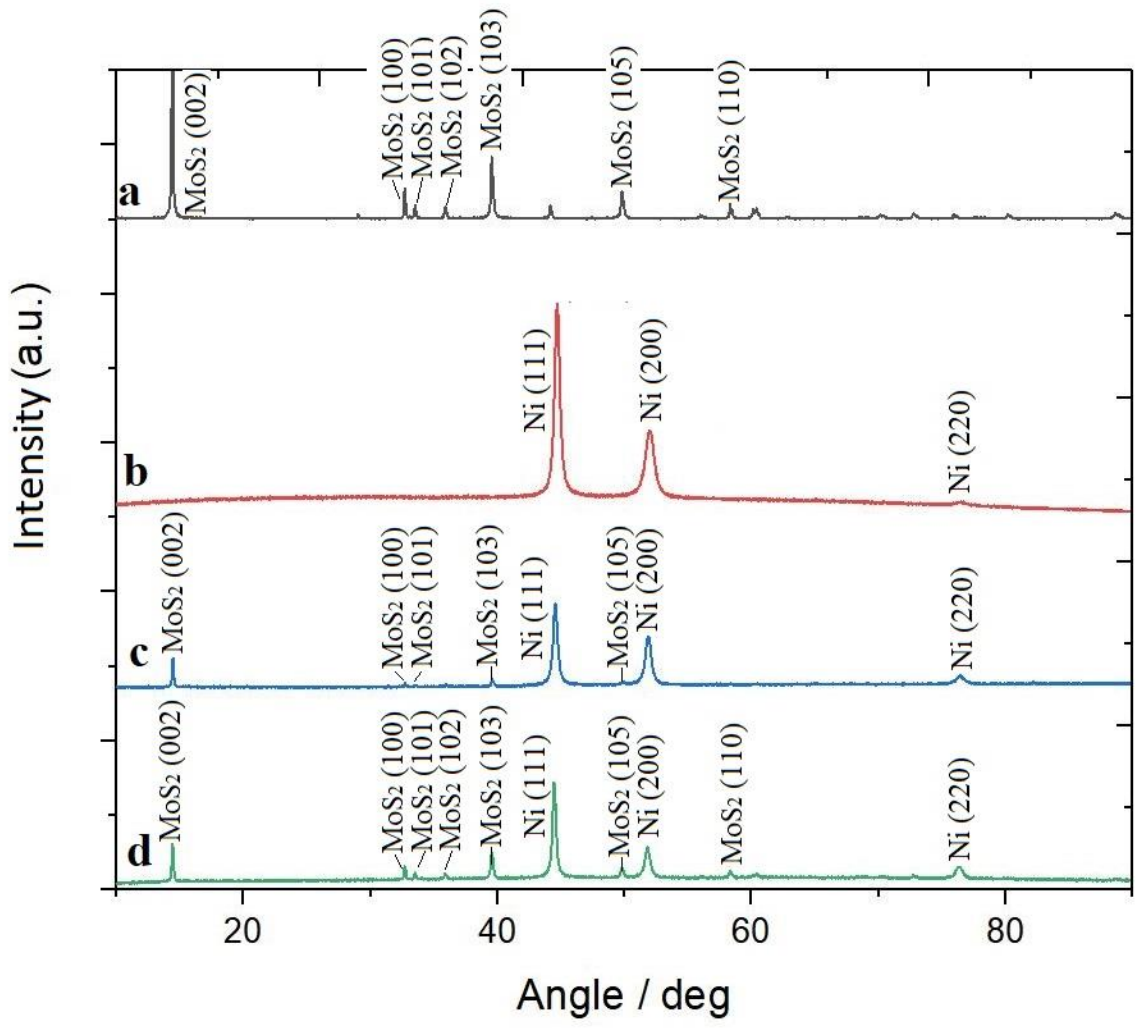 MoS₂ (002)
MoS₂ (100)
MoS₂ (101)
MoS₂ (102)
MoS₂ (103)
MoS₂ (105)
MoS₂ (110)
a
Ni (111)
Ni (200)
Ni (220)
b
MoS₂ (002)
MoS₂ (100)
MoS₂ (101)
MoS₂ (103)
Ni (111)
MoS₂ (105)
Ni (200)
Ni (220)
c
MoS₂ (002)
MoS₂ (100)
MoS₂ (101)
MoS₂ (102)
MoS₂ (103)
Ni (111)
MoS₂ (105)
Ni (200)
MoS₂ (110)
Ni (220)
d
Intensity (a.u.)
20
40
60
80
Angle / deg